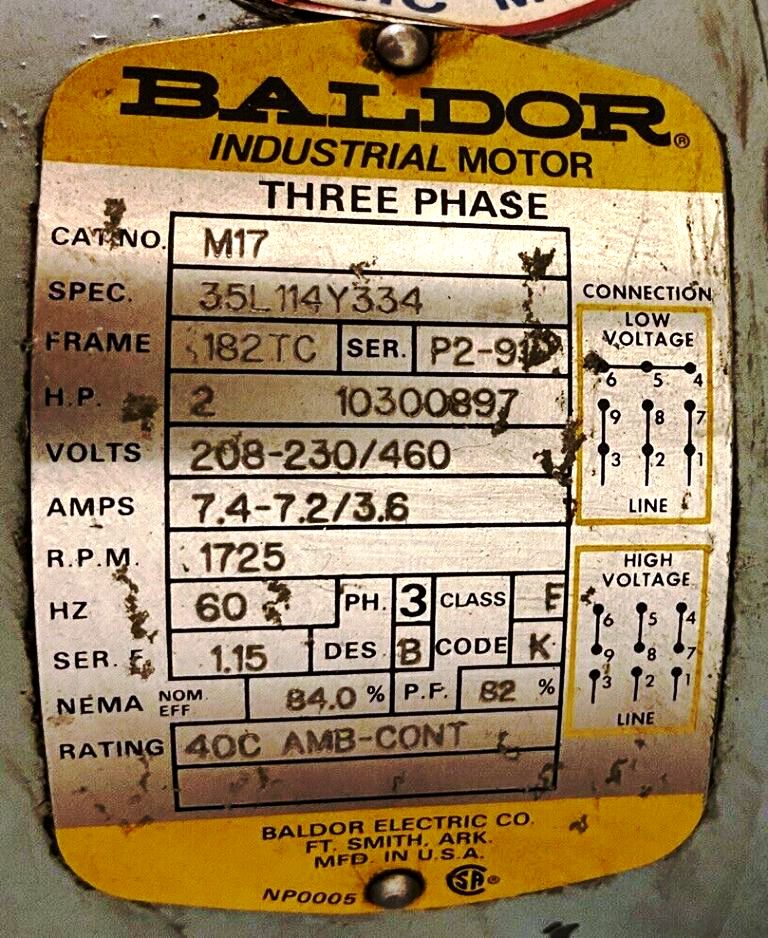 BALDOR®
INDUSTRIAL MOTOR
THREE PHASE
CAT.NO. M17
SPEC. 35L114Y334
FRAME 182TC SER. P2-91
H.P. 2 10300897
VOLTS 208-230/460
AMPS 7.4-7.2/3.6
R.P.M. 1725
HZ 60 PH. 3 CLASS F
SER. F. 1.15 DES. B CODE K
NEMA NOM. EFF 84.0 % P.F. 82 %
RATING 40C AMB-CONT
CONNECTION
LOW
VOLTAGE
6 5 4
9 8 7
3 2 1
LINE
HIGH
VOLTAGE
6 5 4
9 8 7
3 2 1
LINE
BALDOR ELECTRIC CO.
FT. SMITH, ARK.
MFD. IN U.S.A.
NP0005 SA®